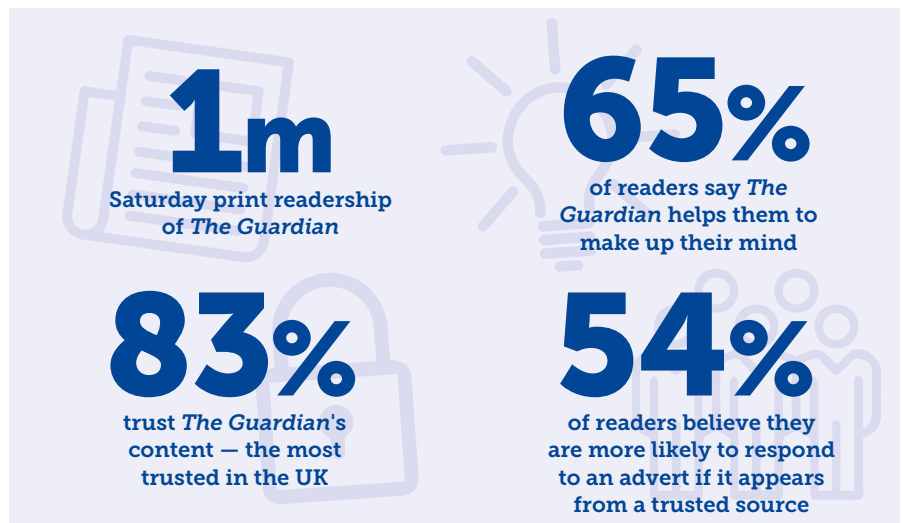 1m
Saturday print readership
of The Guardian
65%
of readers say The
Guardian helps them to
make up their mind
83%
trust The Guardian's
content — the most
trusted in the UK
54%
of readers believe they
are more likely to respond
to an advert if it appears
from a trusted source